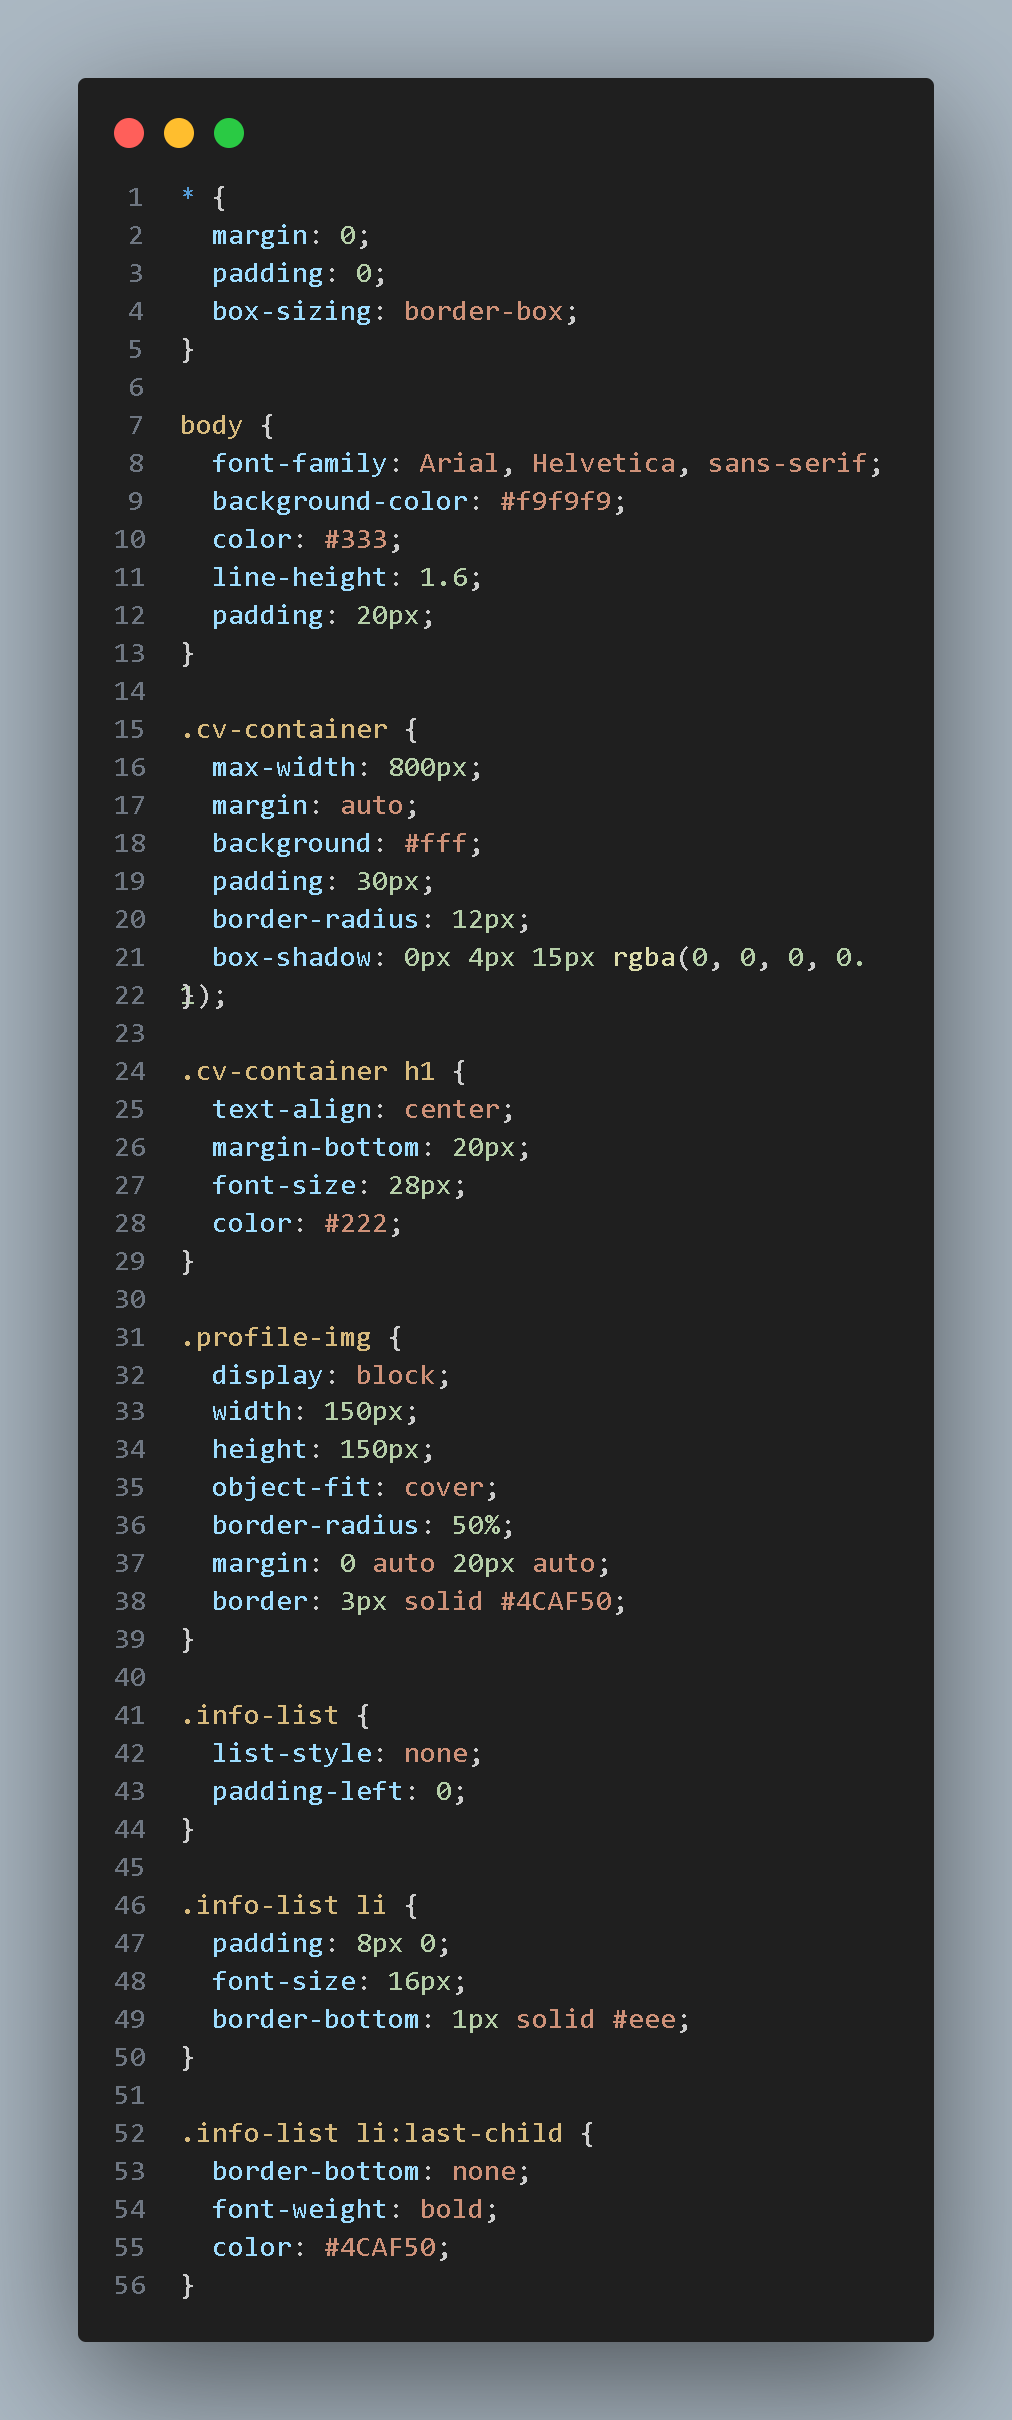 1 * {
2   margin: 0;
3   padding: 0;
4   box-sizing: border-box;
5 }
6
7 body {
8   font-family: Arial, Helvetica, sans-serif;
9   background-color: #f9f9f9;
10   color: #333;
11   line-height: 1.6;
12   padding: 20px;
13 }
14
15 .cv-container {
16   max-width: 800px;
17   margin: auto;
18   background: #fff;
19   padding: 30px;
20   border-radius: 12px;
21   box-shadow: 0px 4px 15px rgba(0, 0, 0, 0.
22 }1);
23
24 .cv-container h1 {
25   text-align: center;
26   margin-bottom: 20px;
27   font-size: 28px;
28   color: #222;
29 }
30
31 .profile-img {
32   display: block;
33   width: 150px;
34   height: 150px;
35   object-fit: cover;
36   border-radius: 50%;
37   margin: 0 auto 20px auto;
38   border: 3px solid #4CAF50;
39 }
40
41 .info-list {
42   list-style: none;
43   padding-left: 0;
44 }
45
46 .info-list li {
47   padding: 8px 0;
48   font-size: 16px;
49   border-bottom: 1px solid #eee;
50 }
51
52 .info-list li:last-child {
53   border-bottom: none;
54   font-weight: bold;
55   color: #4CAF50;
56 }